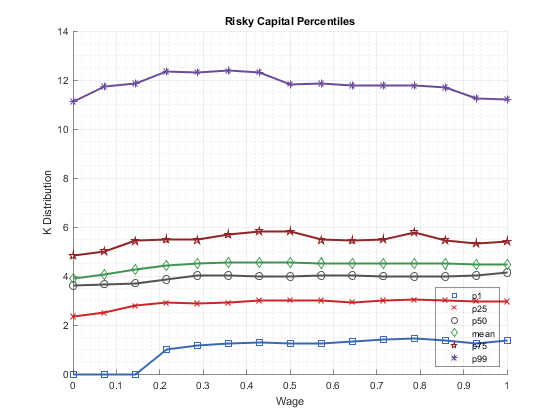 Risky Capital Percentiles
14
12
10
8
6
4
2
0
K Distribution
p1
p25
p50
mean
p75
p99
0 0.1 0.2 0.3 0.4 0.5 0.6 0.7 0.8 0.9 1
Wage